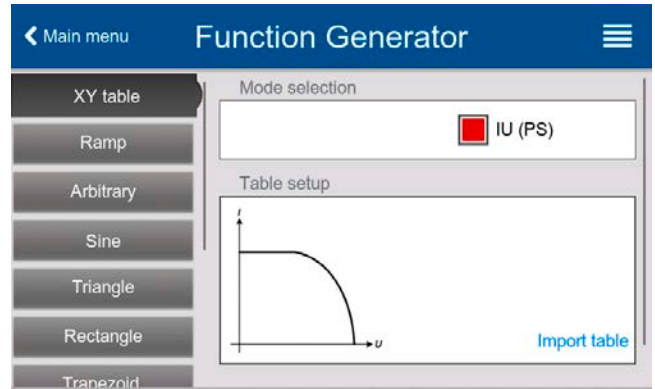 Main menu
Function Generator
XY table
Ramp
Arbitrary
Sine
Triangle
Rectangle
Trapezoid
Mode selection
IU (PS)
Table setup
I
U
Import table